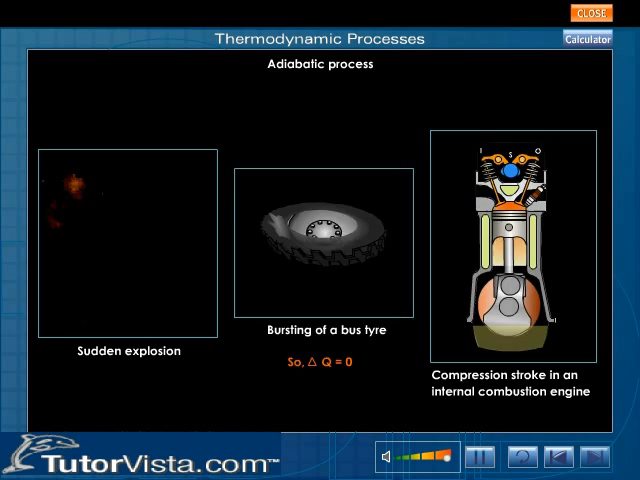 CLOSE
Thermodynamic Processes
Calculator
Adiabatic process
I S O
Sudden explosion
Bursting of a bus tyre
So, △ Q = 0
Compression stroke in an
internal combustion engine
TutorVista.com™